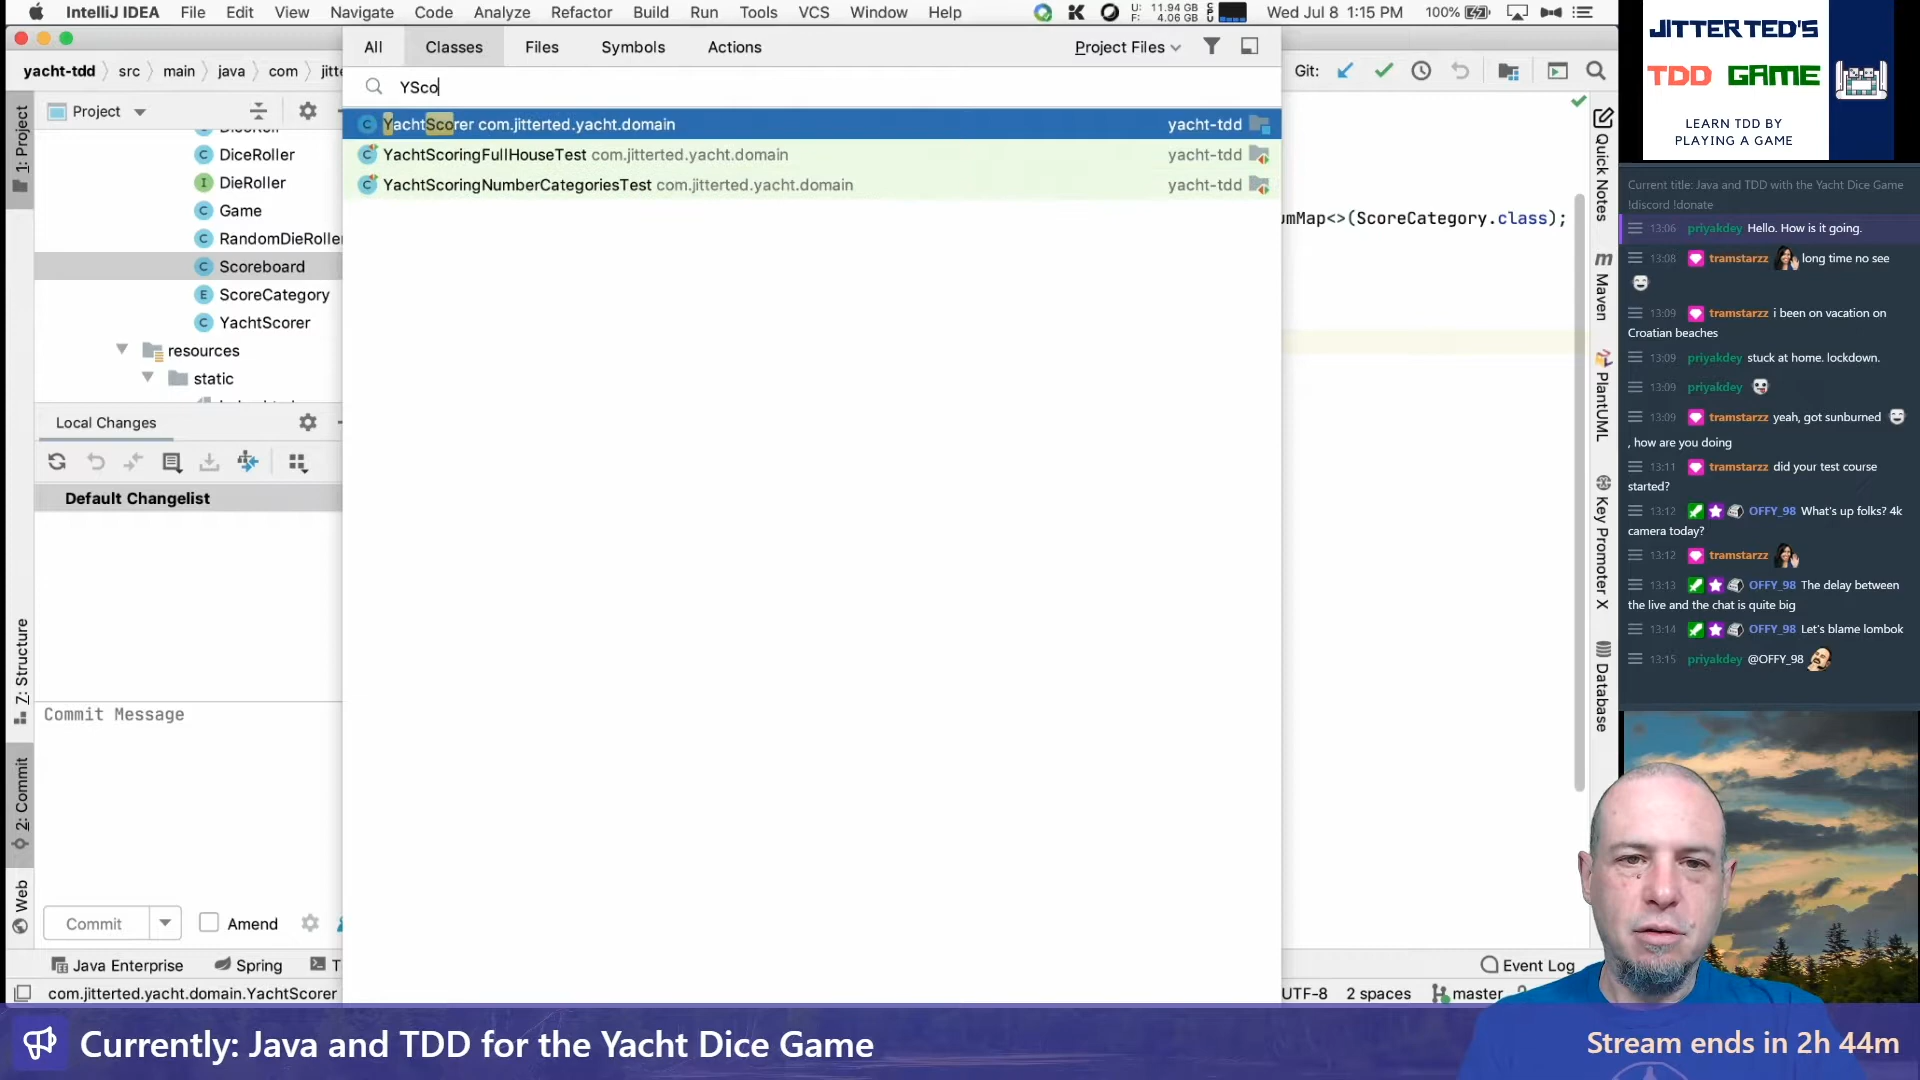 IntelliJ IDEA File Edit View Navigate Code Analyze Refactor Build Run Tools VCS Window Help
U: 11.94 GB
F: 4.06 GB
Wed Jul 8 1:15 PM 100%
yacht-tdd src main java com jitte
All Classes Files Symbols Actions Project Files
Git:
YSco
Project
YachtScorer com.jitterted.yacht.domain yacht-tdd
YachtScoringFullHouseTest com.jitterted.yacht.domain yacht-tdd
YachtScoringNumberCategoriesTest com.jitterted.yacht.domain yacht-tdd
1: Project
DiceRoller
DieRoller
Game
RandomDieRoller
Scoreboard
ScoreCategory
YachtScorer
resources
static
umMap<>(ScoreCategory.class);
Local Changes
Default Changelist
Commit Message
Commit Amend
7: Structure
2: Commit
Web
Quick Notes
Maven
PlantUML
Key Promoter X
Database
Java Enterprise Spring T
Event Log
com.jitterted.yacht.domain.YachtScorer
UTF-8 2 spaces master
JITTERTED'S
TDD GAME
LEARN TDD BY
PLAYING A GAME
Current title: Java and TDD with the Yacht Dice Game
!discord !donate
13:06 priyakdey Hello. How is it going.
13:08 tramstarzz long time no see
13:09 tramstarzz i been on vacation on
Croatian beaches
13:09 priyakdey stuck at home. lockdown.
13:09 priyakdey
13:09 tramstarzz yeah, got sunburned
, how are you doing
13:11 tramstarzz did your test course
started?
13:12 OFFY_98 What's up folks? 4k
camera today?
13:12 tramstarzz
13:13 OFFY_98 The delay between
the live and the chat is quite big
13:14 OFFY_98 Let's blame lombok
13:15 priyakdey @OFFY_98
Currently: Java and TDD for the Yacht Dice Game
Stream ends in 2h 44m